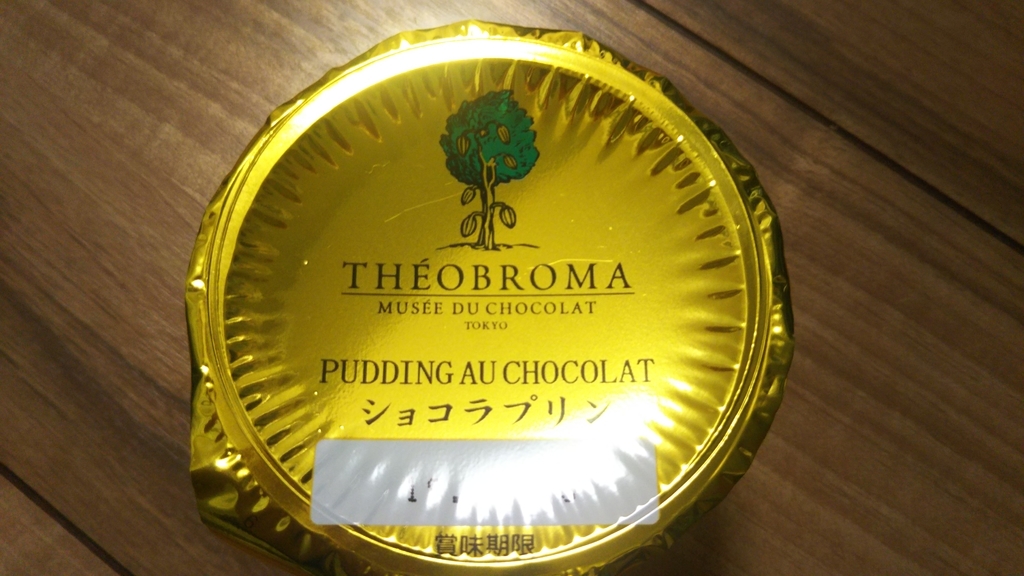 THÉOBROMA
MUSÉE DU CHOCOLAT
TOKYO
PUDDING AU CHOCOLAT
ショコラプリン
賞味期限